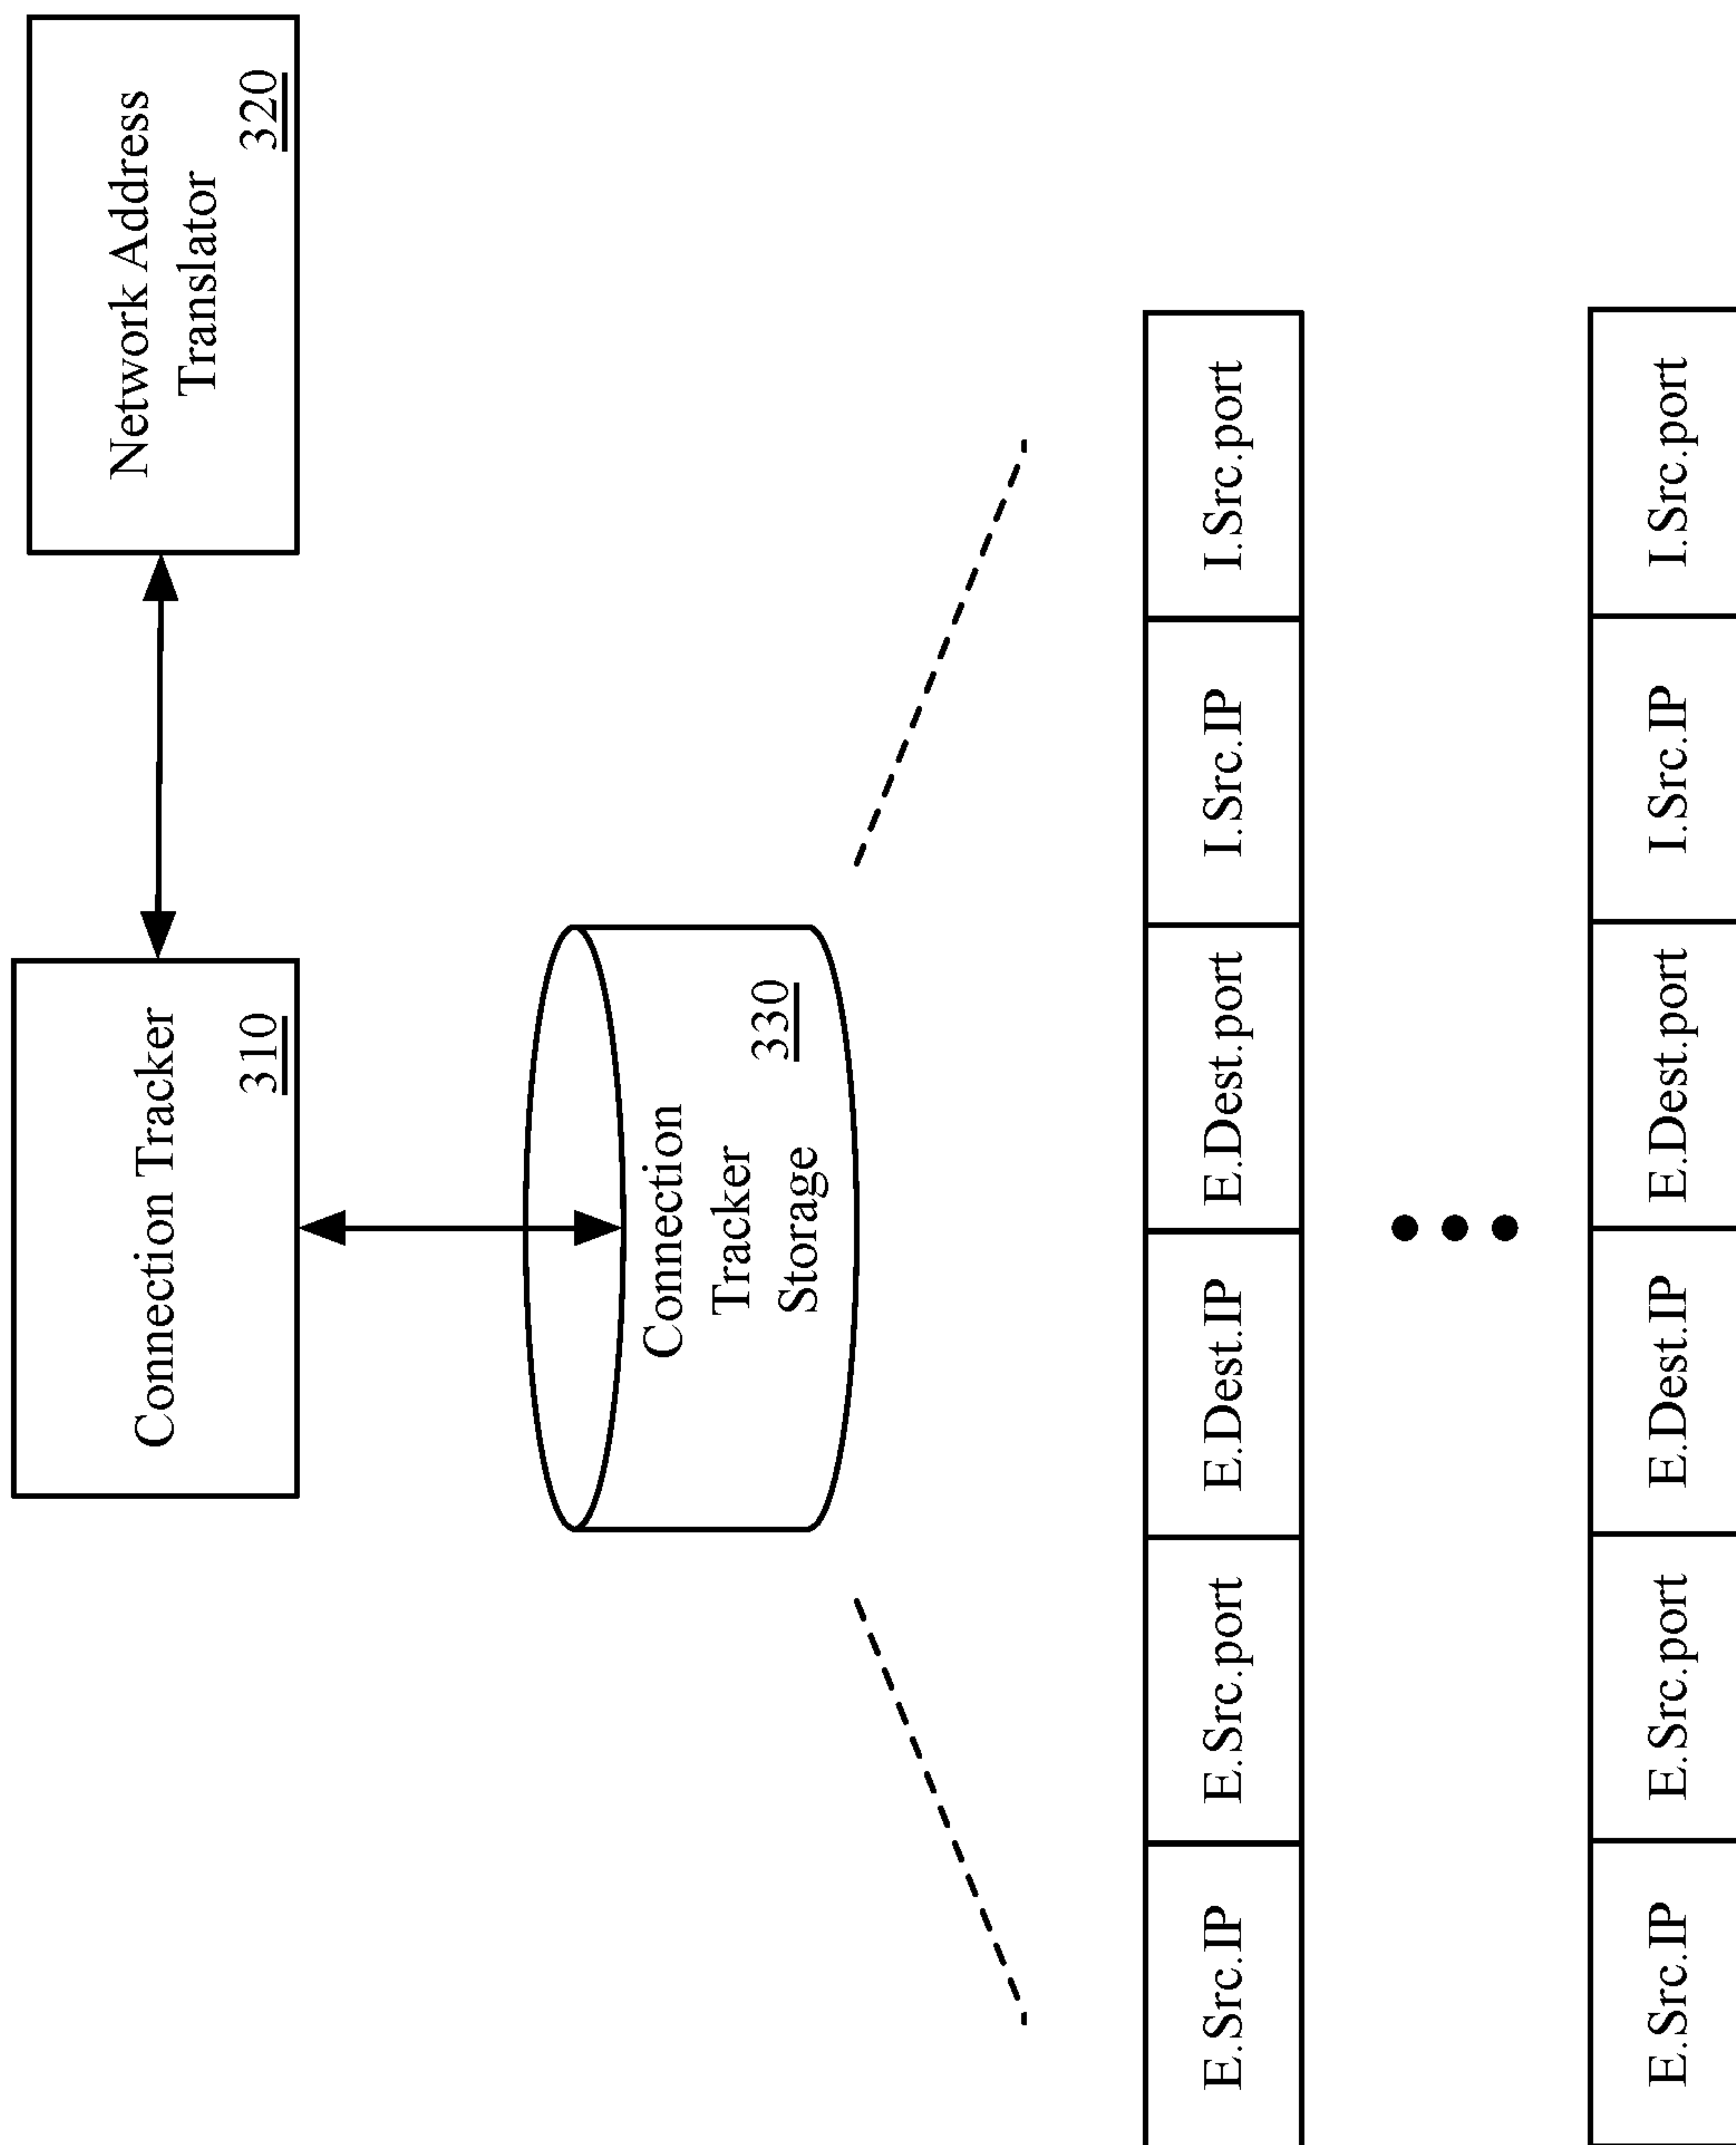 Connection Tracker
310
Network Address
Translator
320
Connection
Tracker
Storage
330
E.Src.IP
E.Src.port
E.Dest.IP
E.Dest.port
I.Src.IP
I.Src.port
E.Src.IP
E.Src.port
E.Dest.IP
E.Dest.port
I.Src.IP
I.Src.port